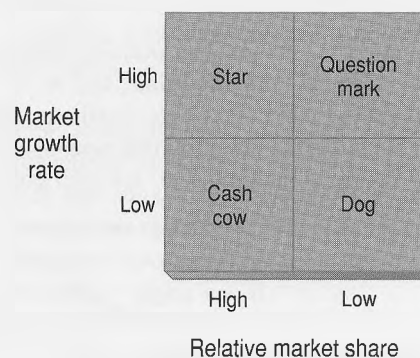 High
Star
Question
mark
Market
growth
rate
Low
Cash
cow
Dog
High
Low
Relative market share